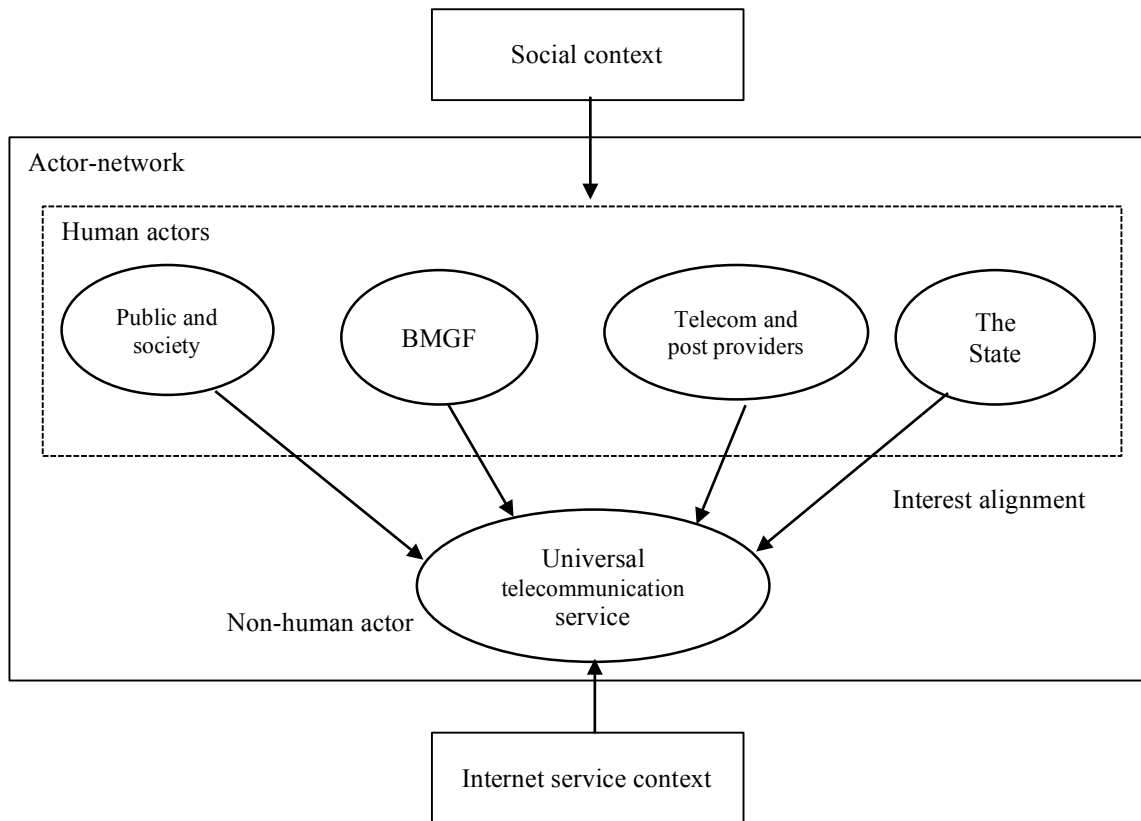 Social context
Actor-network
Human actors
Public and
society
BMGF
Telecom and
post providers
The
State
Interest alignment
Universal
telecommunication
service
Non-human actor
Internet service context